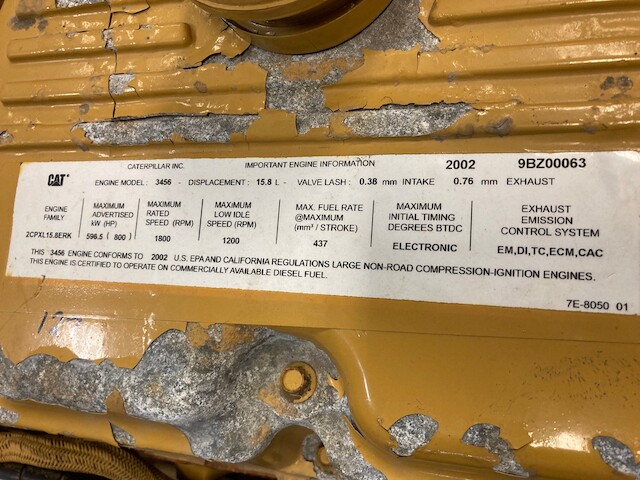 CATERPILLAR INC. IMPORTANT ENGINE INFORMATION 2002 9BZ00063
CAT ENGINE MODEL: 3456 - DISPLACEMENT: 15.8 L - VALVE LASH: 0.38 mm INTAKE 0.76 mm EXHAUST
ENGINE FAMILY
2CPXL15.8ERK
MAXIMUM ADVERTISED kW (HP)
596.5 ( 800 )
MAXIMUM RATED SPEED (RPM)
1800
MAXIMUM LOW IDLE SPEED (RPM)
1200
MAX. FUEL RATE @MAXIMUM (mm³ / STROKE)
437
MAXIMUM INITIAL TIMING DEGREES BTDC
ELECTRONIC
EXHAUST EMISSION CONTROL SYSTEM
EM,DI,TC,ECM,CAC
THIS 3456 ENGINE CONFORMS TO 2002 U.S. EPA AND CALIFORNIA REGULATIONS LARGE NON-ROAD COMPRESSION-IGNITION ENGINES.
THIS ENGINE IS CERTIFIED TO OPERATE ON COMMERCIALLY AVAILABLE DIESEL FUEL.
7E-8050 01